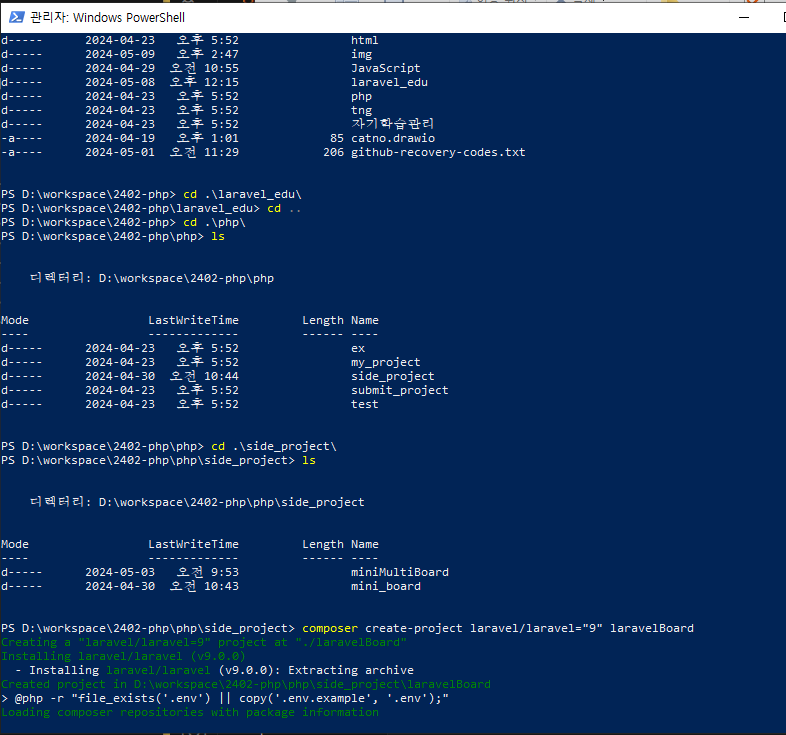 관리자: Windows PowerShell
d----- 2024-04-23 오후 5:52 html
d----- 2024-05-09 오후 2:47 img
d----- 2024-04-29 오전 10:55 JavaScript
d----- 2024-05-08 오후 12:15 laravel_edu
d----- 2024-04-23 오후 5:52 php
d----- 2024-04-23 오후 5:52 tng
d----- 2024-04-23 오후 5:52 자기학습관리
-a---- 2024-04-19 오후 1:01 85 catno.drawio
-a---- 2024-05-01 오전 11:29 206 github-recovery-codes.txt
PS D:\workspace\2402-php> cd .\laravel_edu\
PS D:\workspace\2402-php\laravel_edu> cd ..
PS D:\workspace\2402-php> cd .\php\
PS D:\workspace\2402-php\php> ls
디렉터리: D:\workspace\2402-php\php
Mode LastWriteTime Length Name
---- ------------- ------ ----
d----- 2024-04-23 오후 5:52 ex
d----- 2024-04-23 오후 5:52 my_project
d----- 2024-04-30 오전 10:44 side_project
d----- 2024-04-23 오후 5:52 submit_project
d----- 2024-04-23 오후 5:52 test
PS D:\workspace\2402-php\php> cd .\side_project\
PS D:\workspace\2402-php\php\side_project> ls
디렉터리: D:\workspace\2402-php\php\side_project
Mode LastWriteTime Length Name
---- ------------- ------ ----
d----- 2024-05-03 오전 9:53 miniMultiBoard
d----- 2024-04-30 오전 10:43 mini_board
PS D:\workspace\2402-php\php\side_project> composer create-project laravel/laravel="9" laravelBoard
Creating a "laravel/laravel=9" project at "./laravelBoard"
Installing laravel/laravel (v9.0.0)
- Installing laravel/laravel (v9.0.0): Extracting archive
Created project in D:\workspace\2402-php\php\side_project\laravelBoard
> @php -r "file_exists('.env') || copy('.env.example', '.env');"
Loading composer repositories with package information